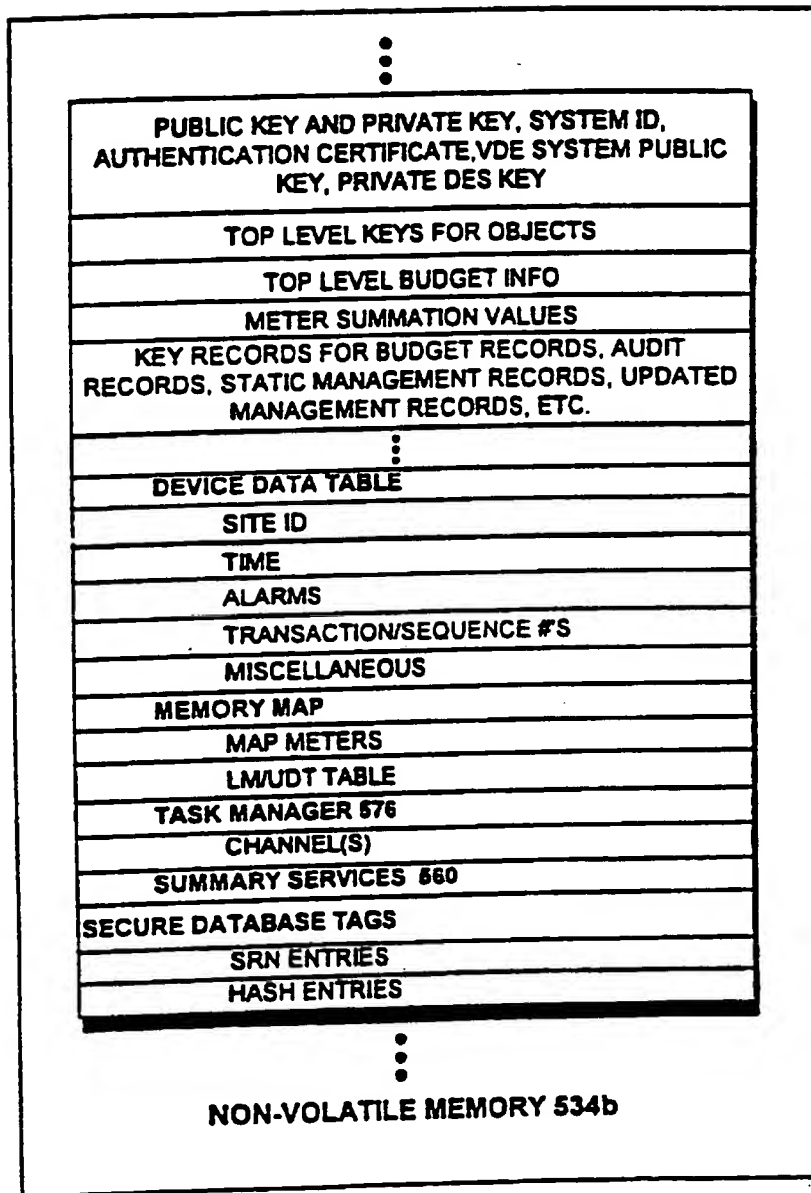 PUBLIC KEY AND PRIVATE KEY, SYSTEM ID,
AUTHENTICATION CERTIFICATE,VDE SYSTEM PUBLIC
KEY, PRIVATE DES KEY
TOP LEVEL KEYS FOR OBJECTS
TOP LEVEL BUDGET INFO
METER SUMMATION VALUES
KEY RECORDS FOR BUDGET RECORDS, AUDIT
RECORDS, STATIC MANAGEMENT RECORDS, UPDATED
MANAGEMENT RECORDS, ETC.
DEVICE DATA TABLE
SITE ID
TIME
ALARMS
TRANSACTION/SEQUENCE #'S
MISCELLANEOUS
MEMORY MAP
MAP METERS
LM/UDT TABLE
TASK MANAGER 576
CHANNEL(S)
SUMMARY SERVICES 560
SECURE DATABASE TAGS
SRN ENTRIES
HASH ENTRIES
NON-VOLATILE MEMORY 534b